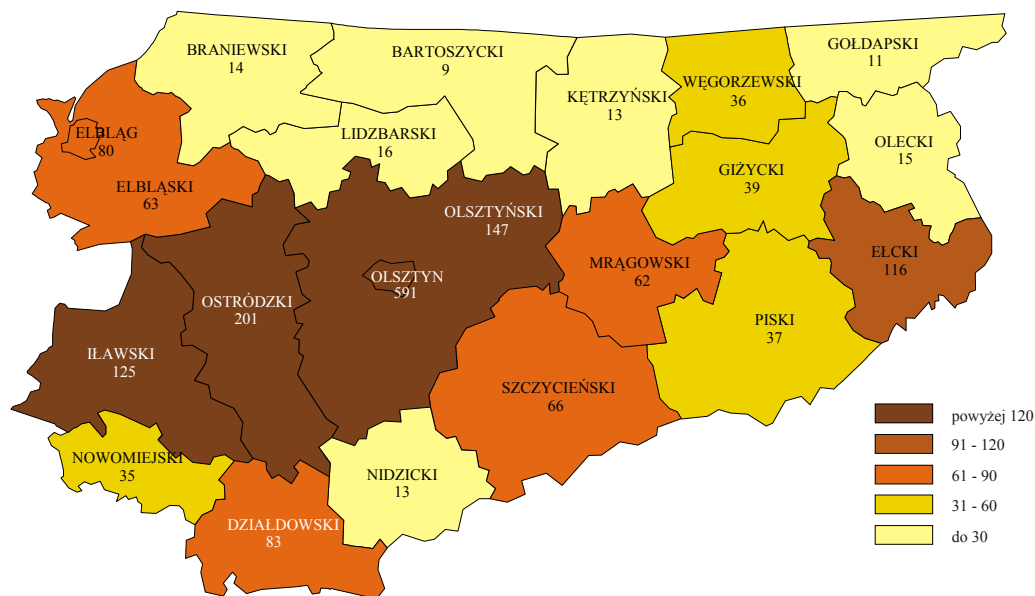 BRANIEWSKI
14
BARTOSZYCKI
9
GOŁDAPSKI
11
WĘGORZEWSKI
36
KĘTRZYŃSKI
13
ELBLĄG
80
LIDZBARSKI
16
OLECKI
15
GIŻYCKI
39
ELBLĄSKI
63
OLSZTYŃSKI
147
EŁCKI
116
MRĄGOWSKI
62
OLSZTYN
591
OSTRÓDZKI
201
PISKI
37
IŁAWSKI
125
SZCZYCIEŃSKI
66
NOWOMIEJSKI
35
NIDZICKI
13
DZIAŁDOWSKI
83
powyżej 120
91 - 120
61 - 90
31 - 60
do 30